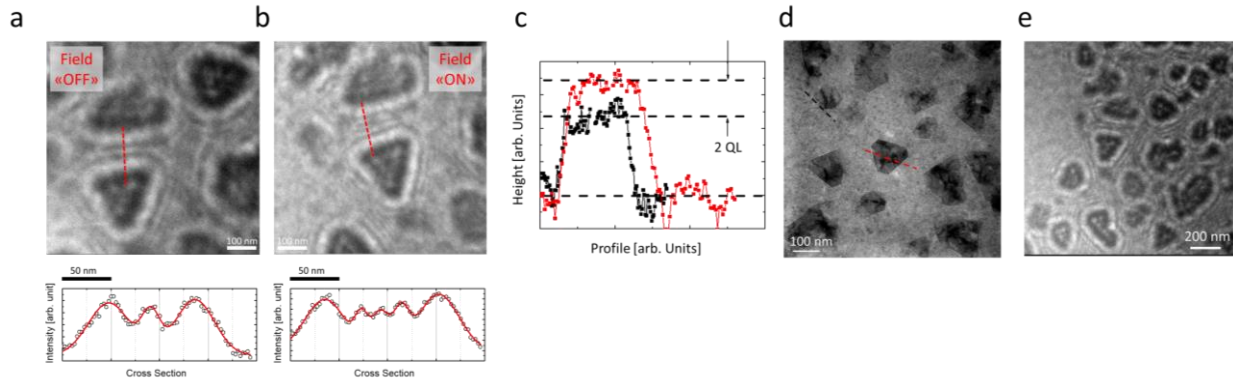 a
b
c
d
e
Field
«OFF»
100 nm
Field
«ON»
100 nm
Height [arb. Units]
2 QL
Profile [arb. Units]
100 nm
200 nm
50 nm
Intensity [arb. unit]
Cross Section
50 nm
Intensity [arb. unit]
Cross Section